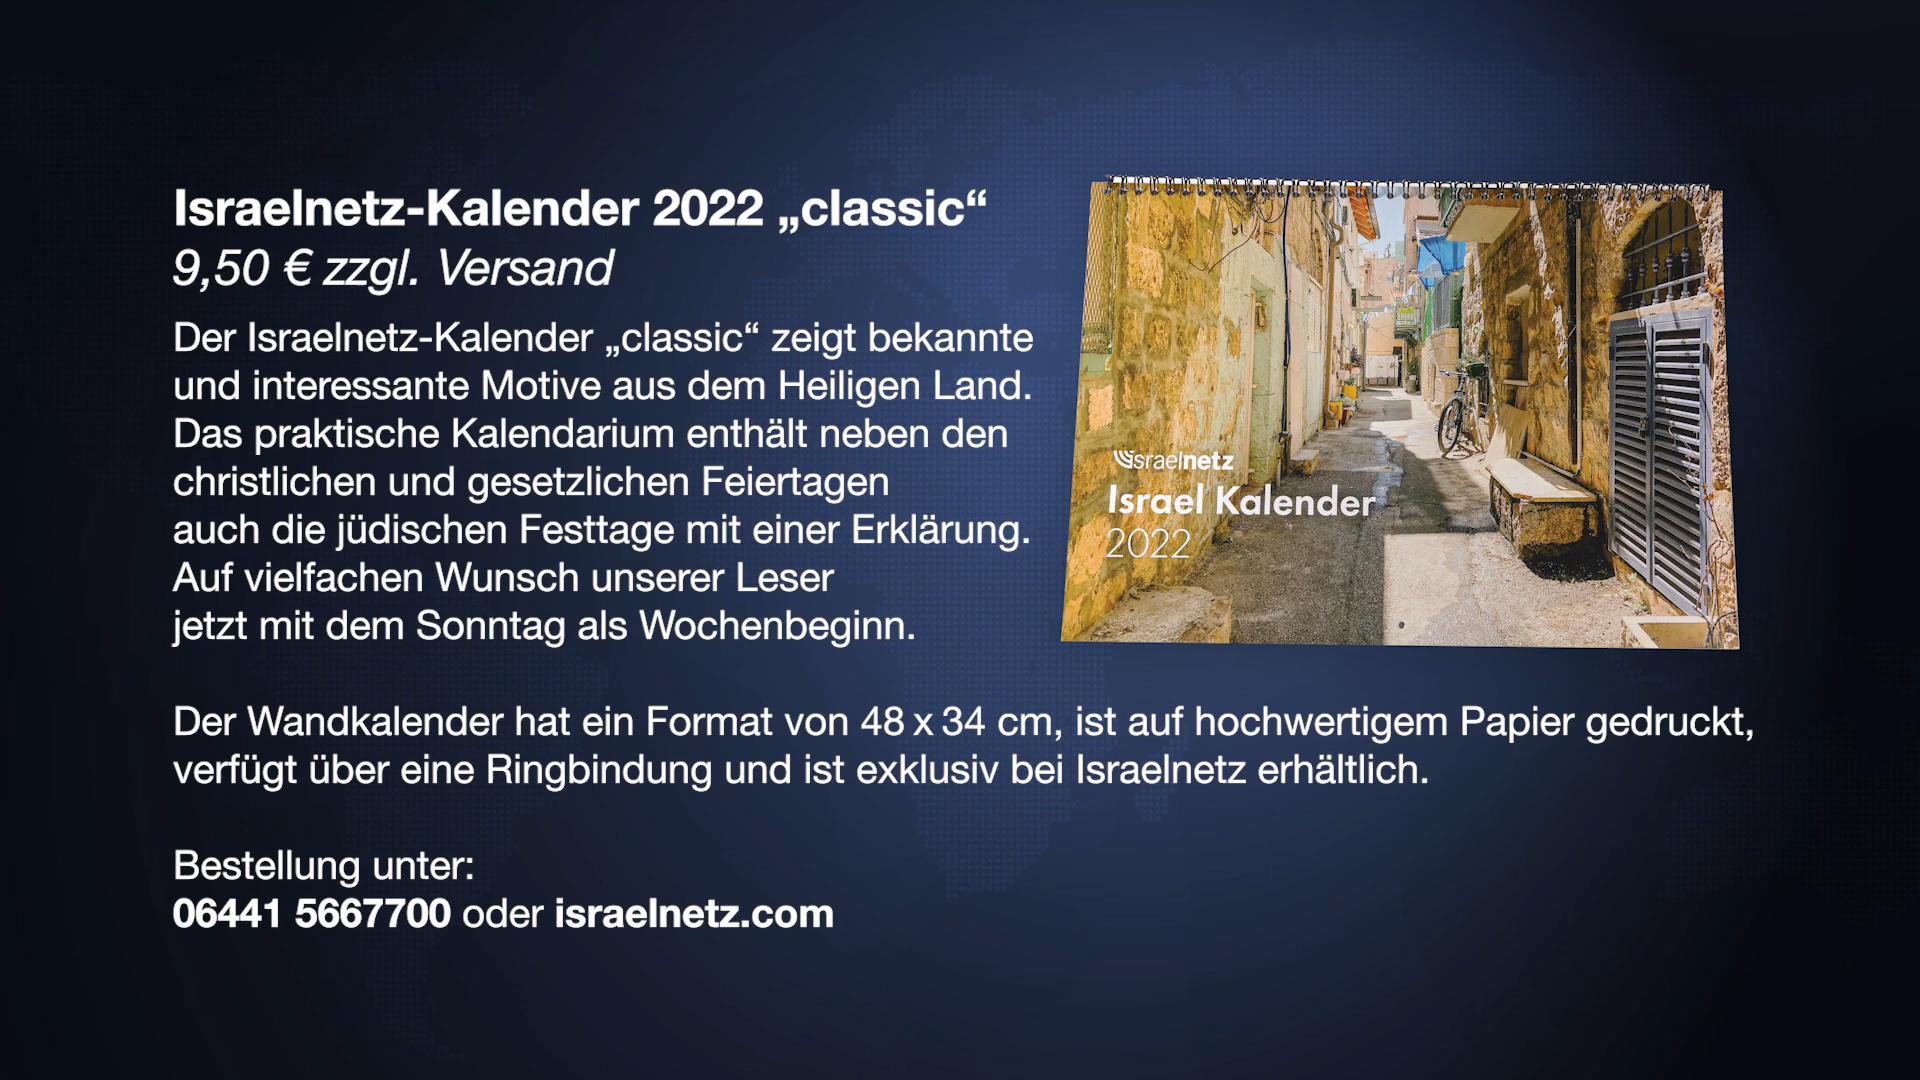 Israelnetz-Kalender 2022 „classic“
9,50 € zzgl. Versand
Der Israelnetz-Kalender „classic“ zeigt bekannte
und interessante Motive aus dem Heiligen Land.
Das praktische Kalendarium enthält neben den
christlichen und gesetzlichen Feiertagen
auch die jüdischen Festtage mit einer Erklärung.
Auf vielfachen Wunsch unserer Leser
jetzt mit dem Sonntag als Wochenbeginn.
israelnetz
Israel Kalender
2022
Der Wandkalender hat ein Format von 48 x 34 cm, ist auf hochwertigem Papier gedruckt,
verfügt über eine Ringbindung und ist exklusiv bei Israelnetz erhältlich.
Bestellung unter:
06441 5667700 oder israelnetz.com